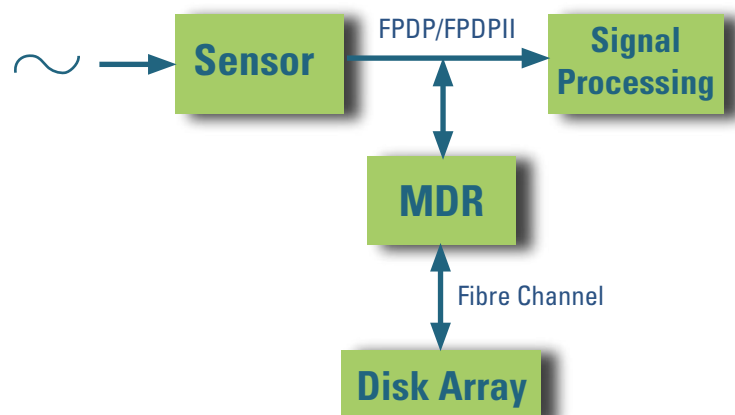 FPDP/FPDPII
Sensor
Signal
Processing
MDR
Fibre Channel
Disk Array